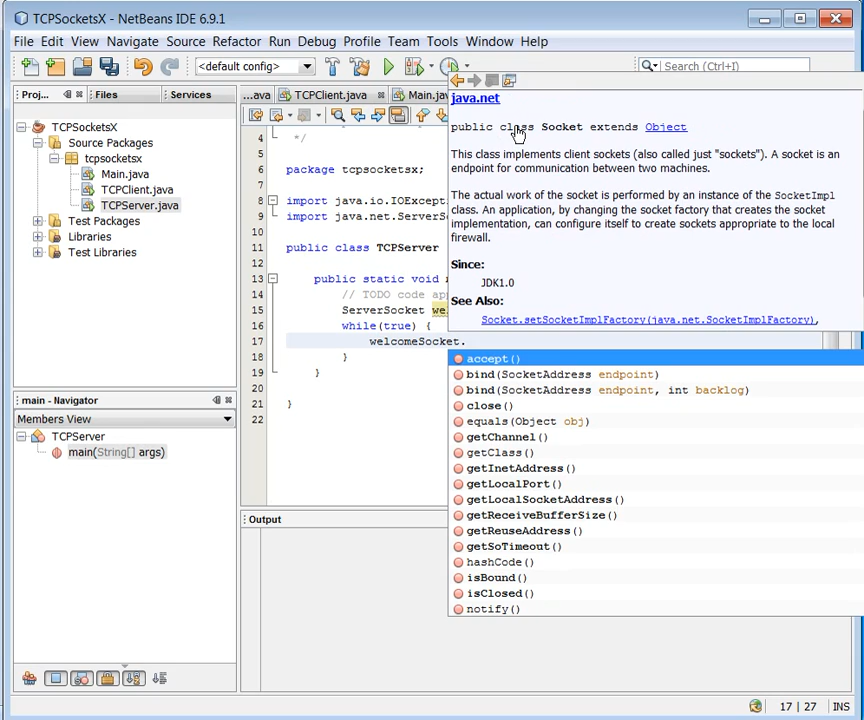 TCPSocketsX - NetBeans IDE 6.9.1
File Edit View Navigate Source Refactor Run Debug Profile Team Tools Window Help
<default config>
Search (Ctrl+I)
Proj...
Files
Services
...ava
TCPClient.java
Main.jav
TCPSocketsX
Source Packages
tcpsocketsx
Main.java
TCPClient.java
TCPServer.java
Test Packages
Libraries
Test Libraries
4 */
5
6 package tcpsocketsx;
7
8 import java.io.IOExcepti
9 import java.net.ServerSo
10
11 public class TCPServer
12
13 public static void m
14 // TODO code app
15 ServerSocket wel
16 while(true) {
17 welcomeSocket.
18 }
19 }
20
21 }
22
java.net
public class Socket extends Object
This class implements client sockets (also called just "sockets"). A socket is an
endpoint for communication between two machines.
The actual work of the socket is performed by an instance of the SocketImpl
class. An application, by changing the socket factory that creates the socket
implementation, can configure itself to create sockets appropriate to the local
firewall.
Since:
JDK1.0
See Also:
Socket.setSocketImplFactory(java.net.SocketImplFactory),
accept()
bind(SocketAddress endpoint)
bind(SocketAddress endpoint, int backlog)
close()
equals(Object obj)
getChannel()
getClass()
getInetAddress()
getLocalPort()
getLocalSocketAddress()
getReceiveBufferSize()
getReuseAddress()
getSoTimeout()
hashCode()
isBound()
isClosed()
notify()
main - Navigator
Members View
TCPServer
main(String[] args)
Output
17 | 27 INS